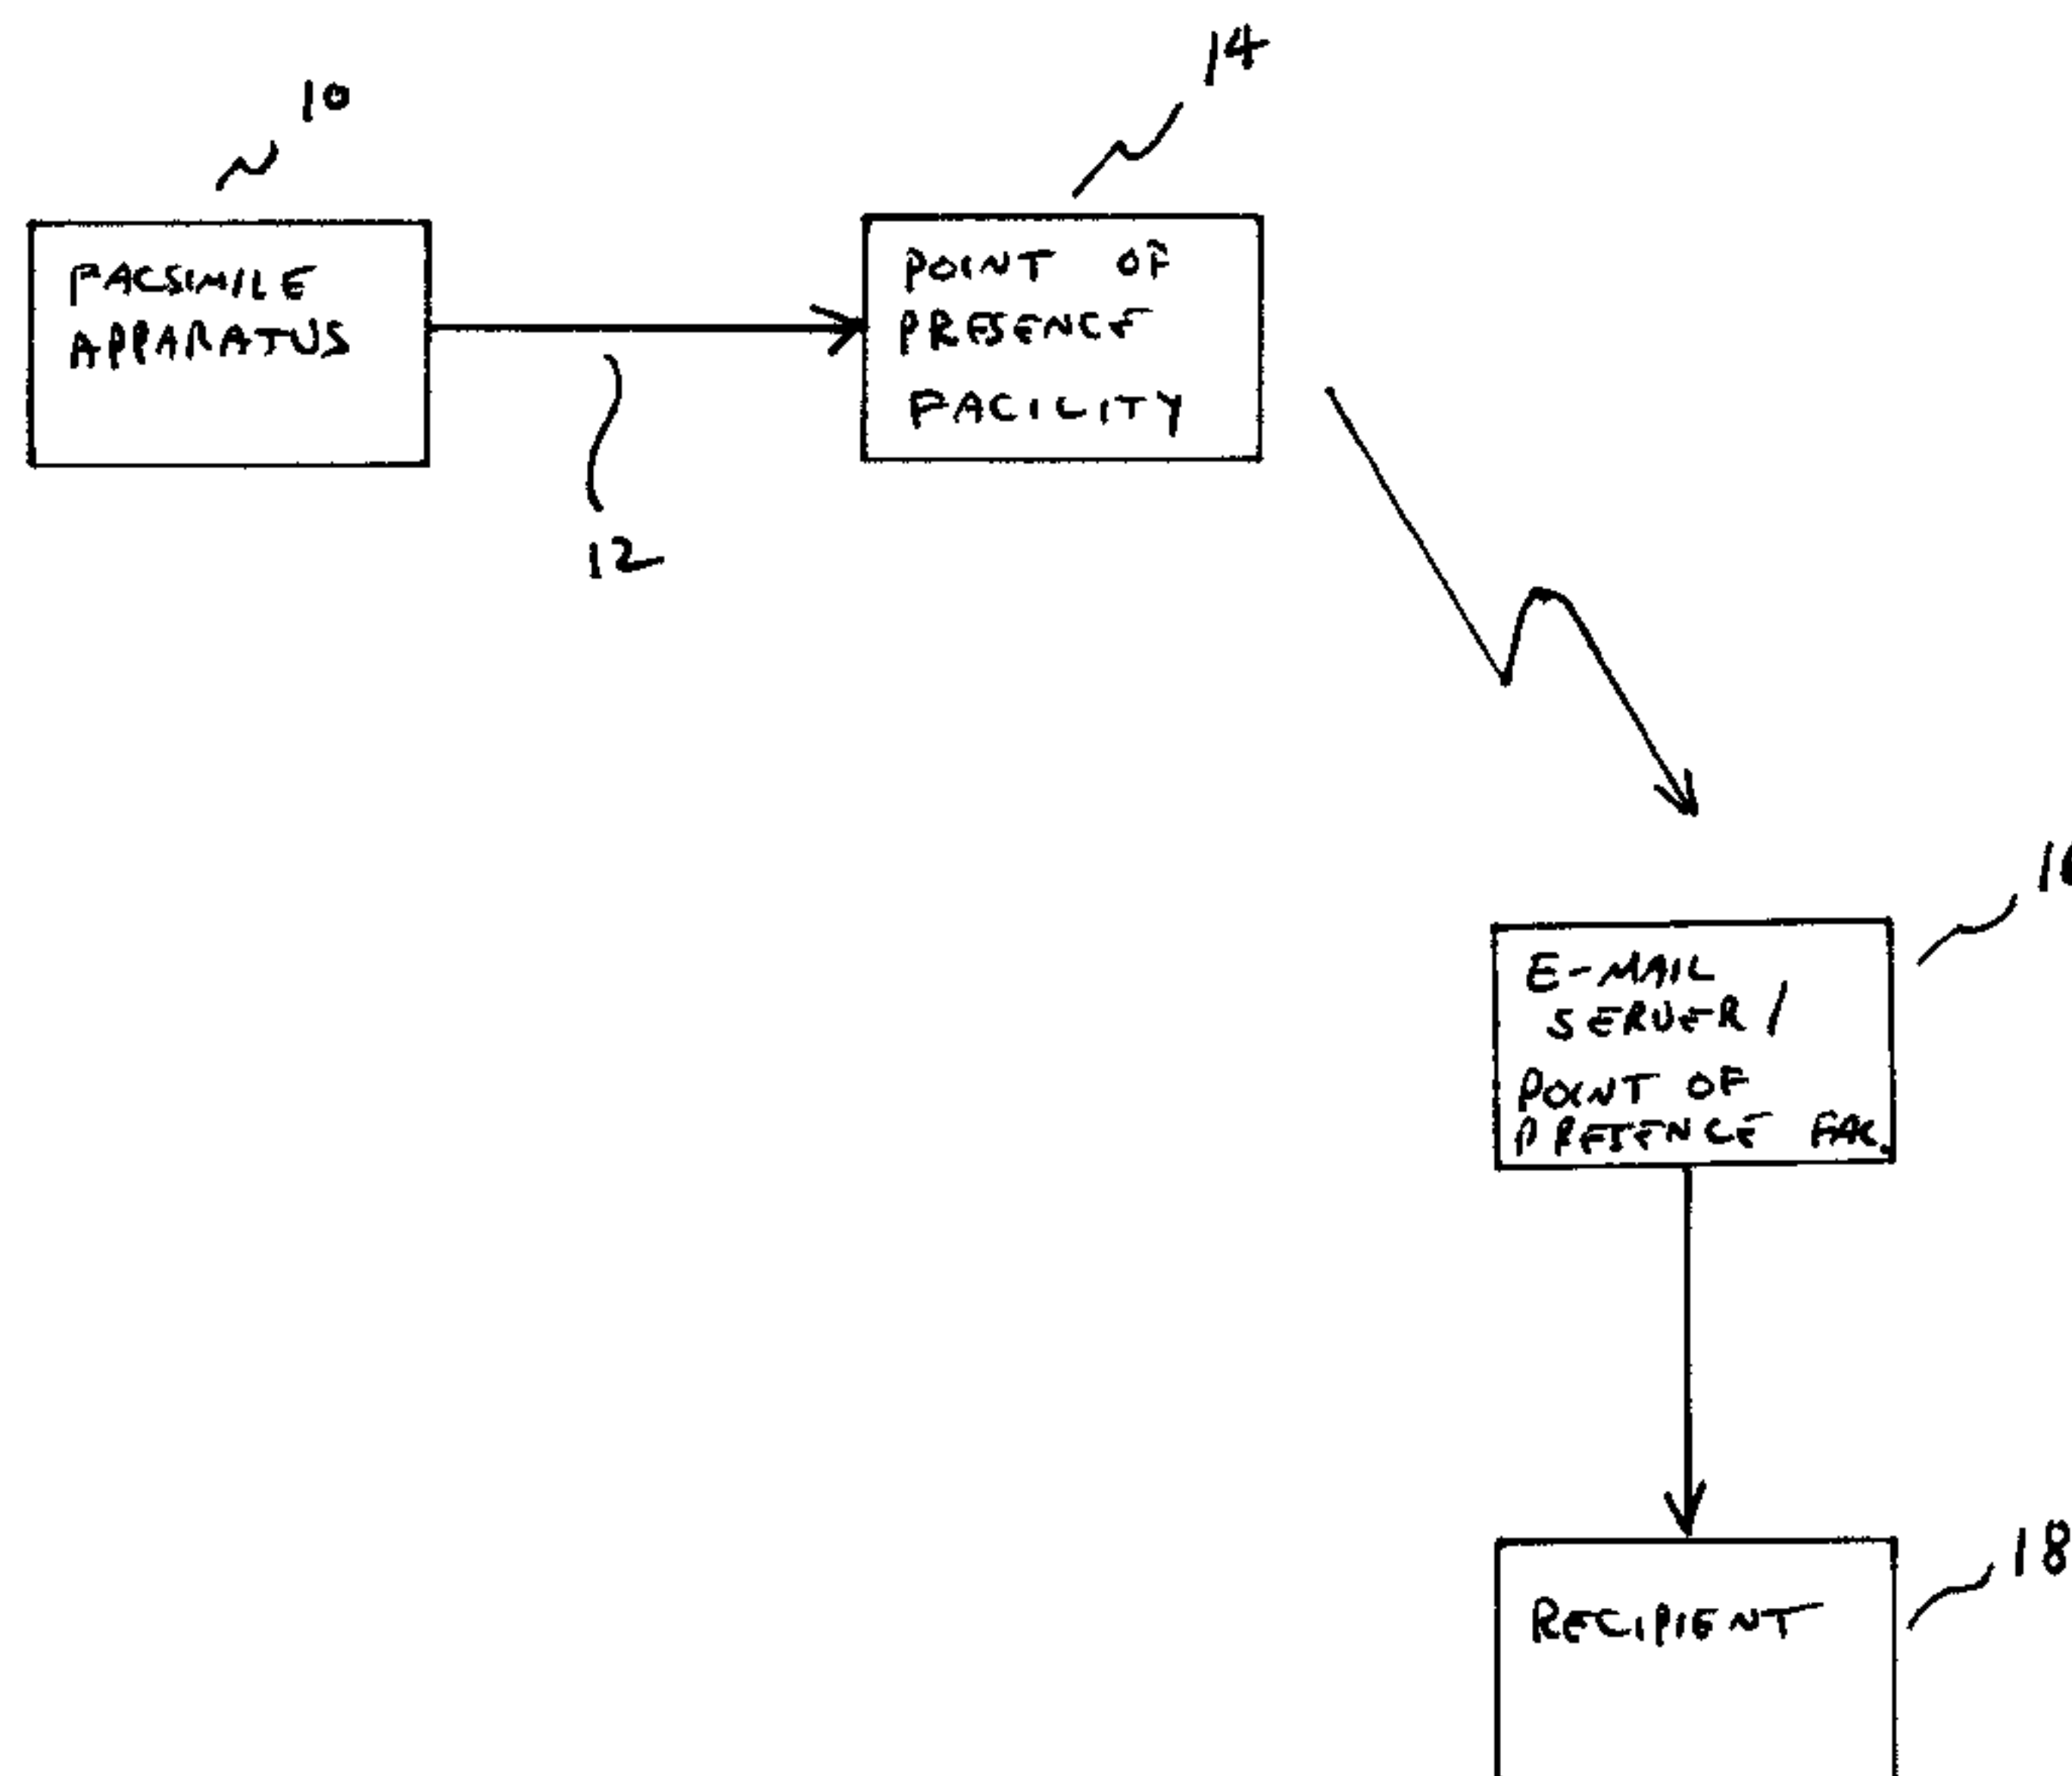 10
FACSIMILE
APPARATUS
12
14
POINT OF
PRESENCE
FACILITY
E-MAIL
SERVER /
POINT OF
PRESENCE FAC.
18
RECIPIENT